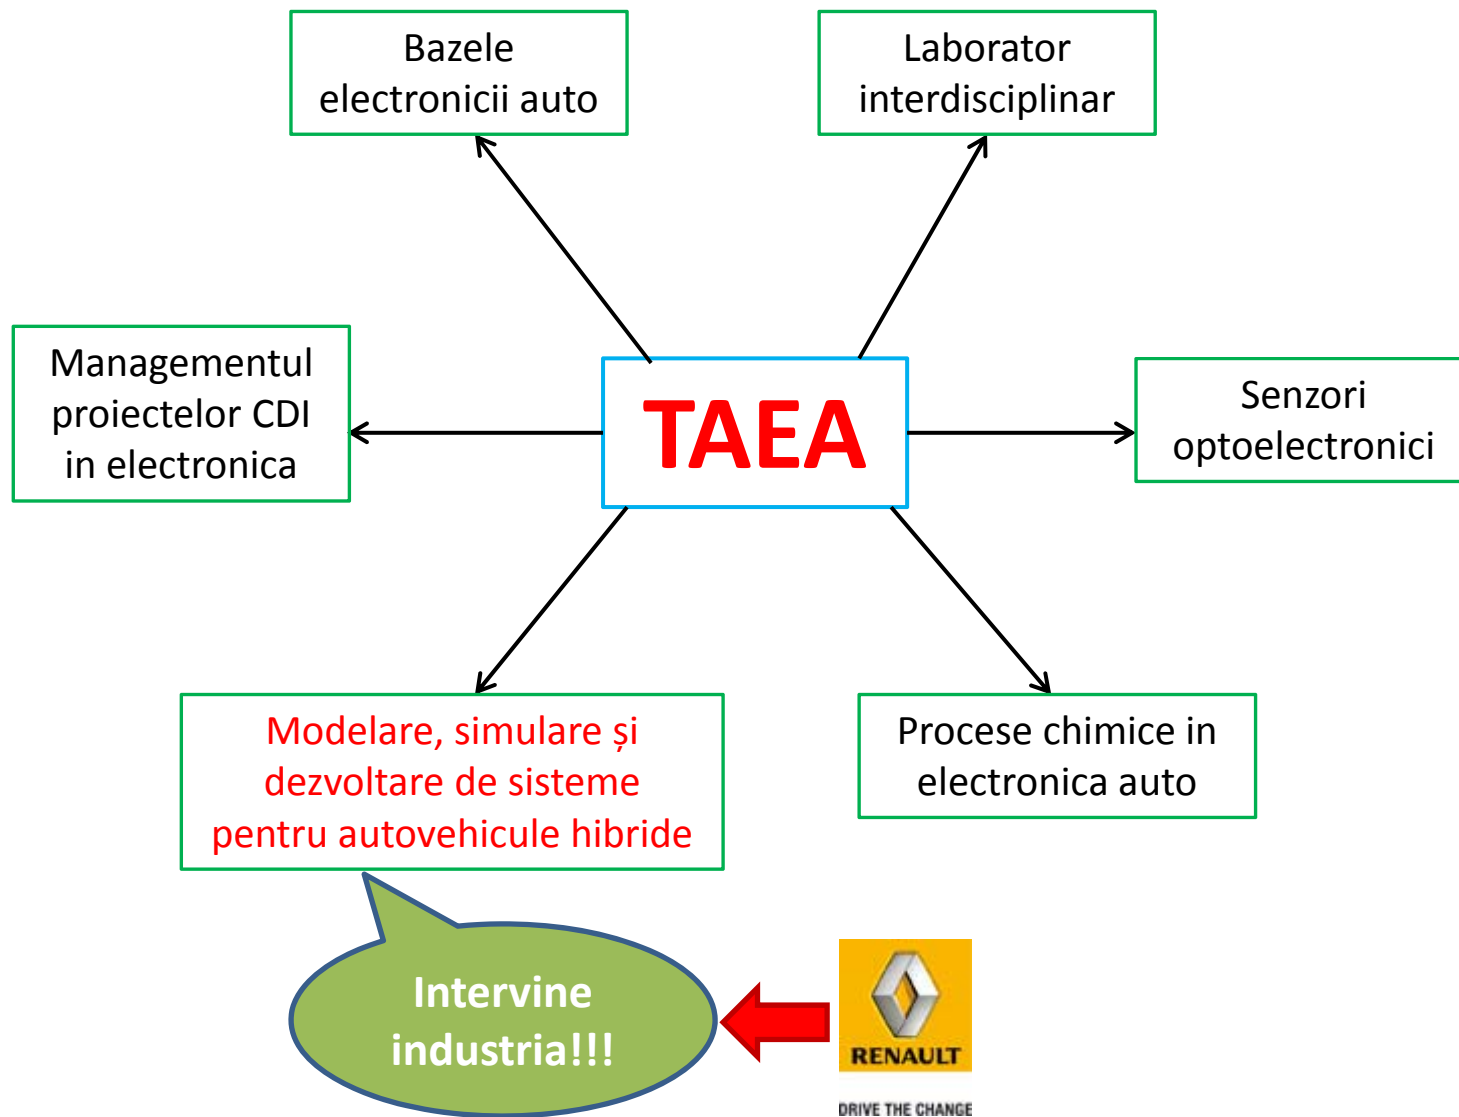 Bazele
electronicii auto
Laborator
interdisciplinar
Managementul
proiectelor CDI
in electronica
TAEA
Senzori
optoelectronici
Modelare, simulare și
dezvoltare de sisteme
pentru autovehicule hibride
Procese chimice in
electronica auto
Intervine
industria!!!
RENAULT
DRIVE THE CHANGE